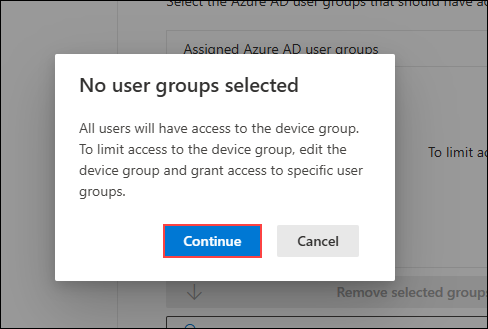 Select the Azure AD user groups that should have ac
Assigned Azure AD user groups
No user groups selected
All users will have access to the device group.
To limit access to the device group, edit the
device group and grant access to specific user
groups.
To limit a
Continue
Cancel
Remove selected groups